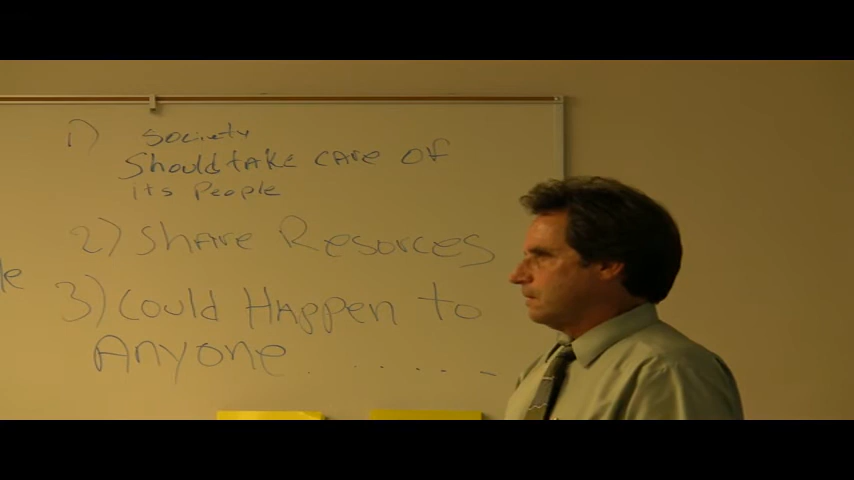 1) Society
Should take care of
its People
2) Share Resorces
3) Could Happen to
Anyone . . . . . . –